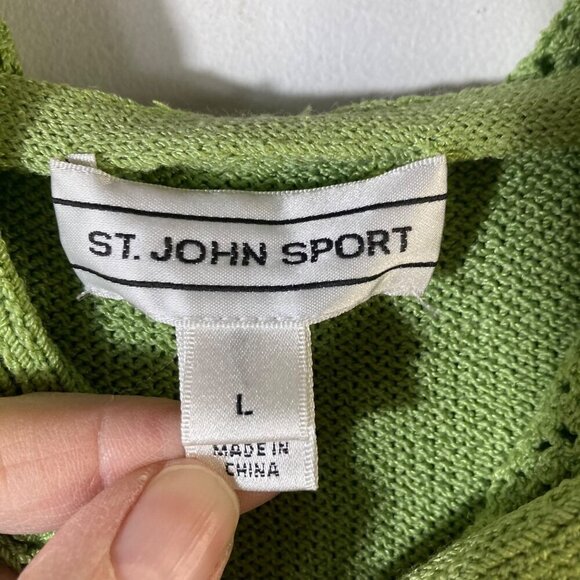 ST. JOHN SPORT
L
MADE IN
CHINA